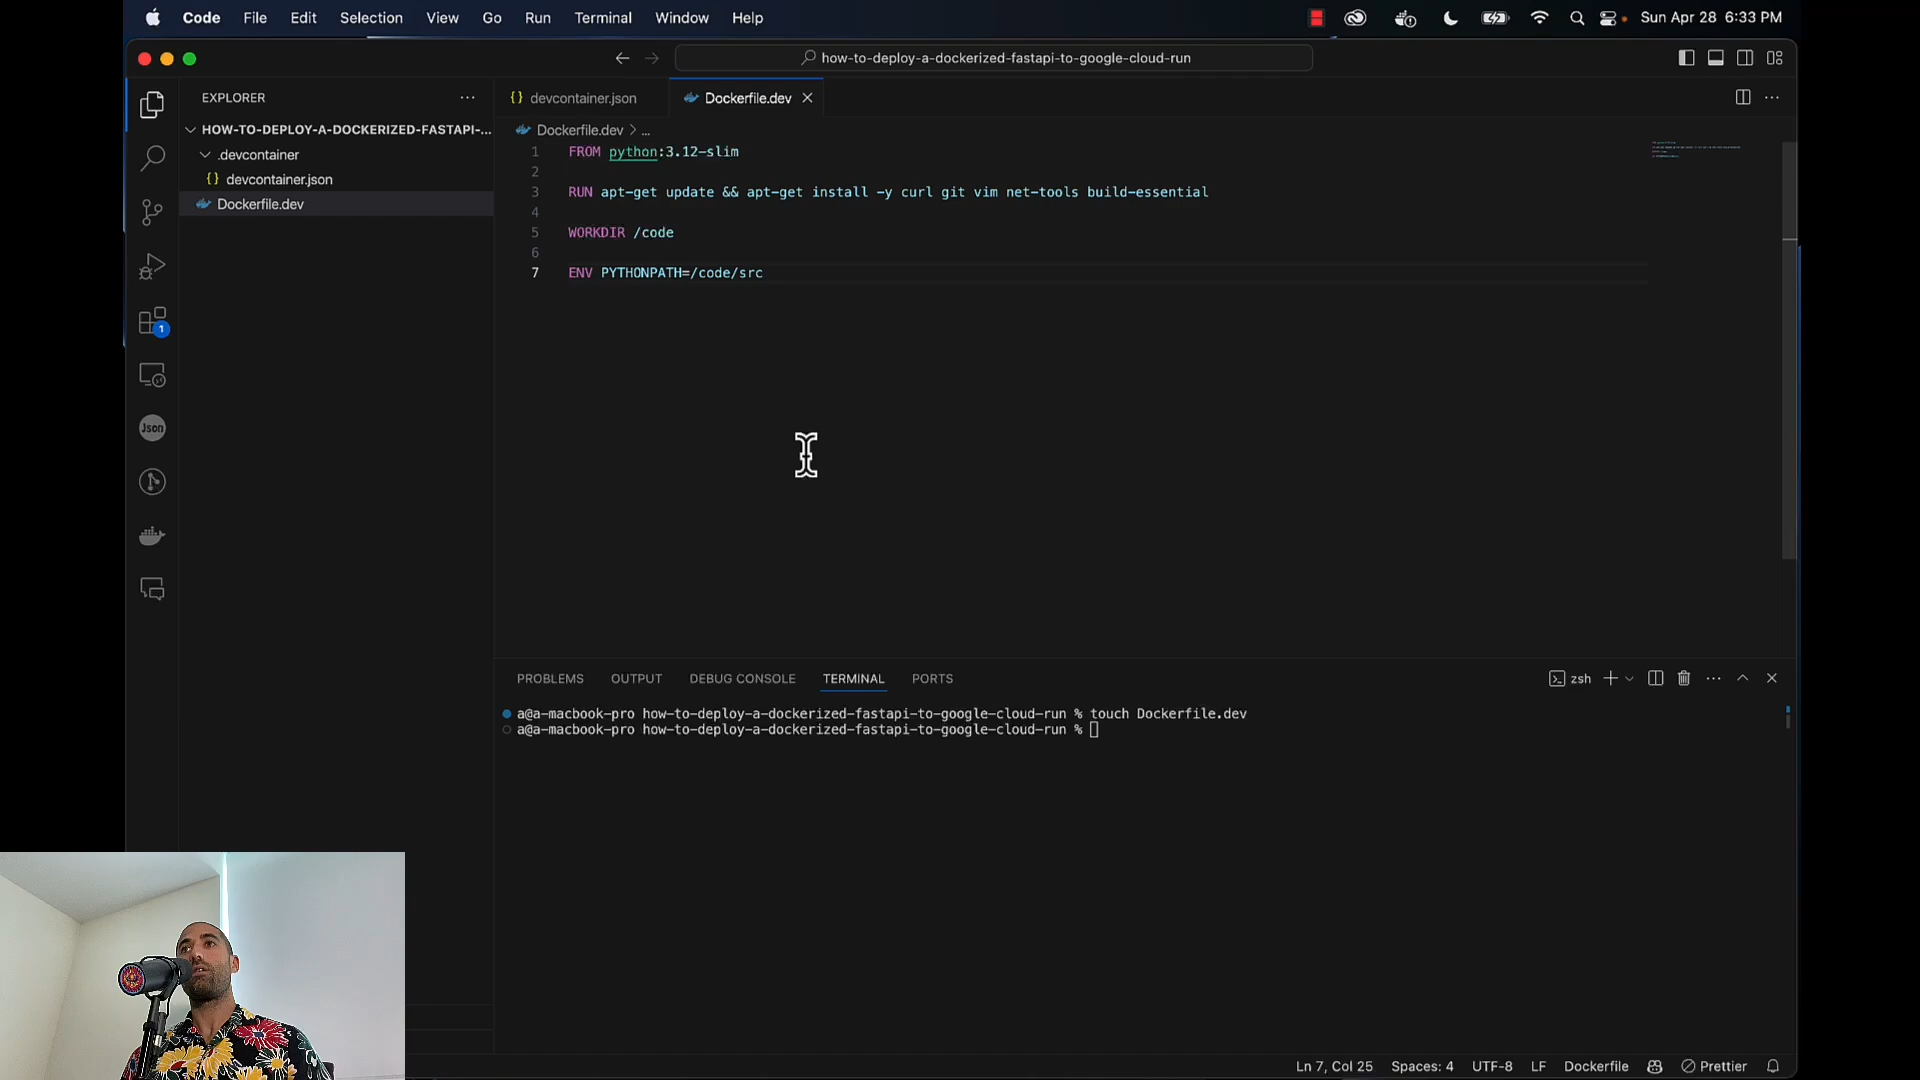 Code File Edit Selection View Go Run Terminal Window Help
Sun Apr 28 6:33 PM
how-to-deploy-a-dockerized-fastapi-to-google-cloud-run
EXPLORER
HOW-TO-DEPLOY-A-DOCKERIZED-FASTAPI-...
.devcontainer
{} devcontainer.json
Dockerfile.dev
1
Json
{} devcontainer.json
Dockerfile.dev
Dockerfile.dev > ...
1 FROM python:3.12-slim
2
3 RUN apt-get update && apt-get install -y curl git vim net-tools build-essential
4
5 WORKDIR /code
6
7 ENV PYTHONPATH=/code/src
PROBLEMS OUTPUT DEBUG CONSOLE TERMINAL PORTS
zsh
a@a-macbook-pro how-to-deploy-a-dockerized-fastapi-to-google-cloud-run % touch Dockerfile.dev
a@a-macbook-pro how-to-deploy-a-dockerized-fastapi-to-google-cloud-run %
Ln 7, Col 25 Spaces: 4 UTF-8 LF Dockerfile Prettier